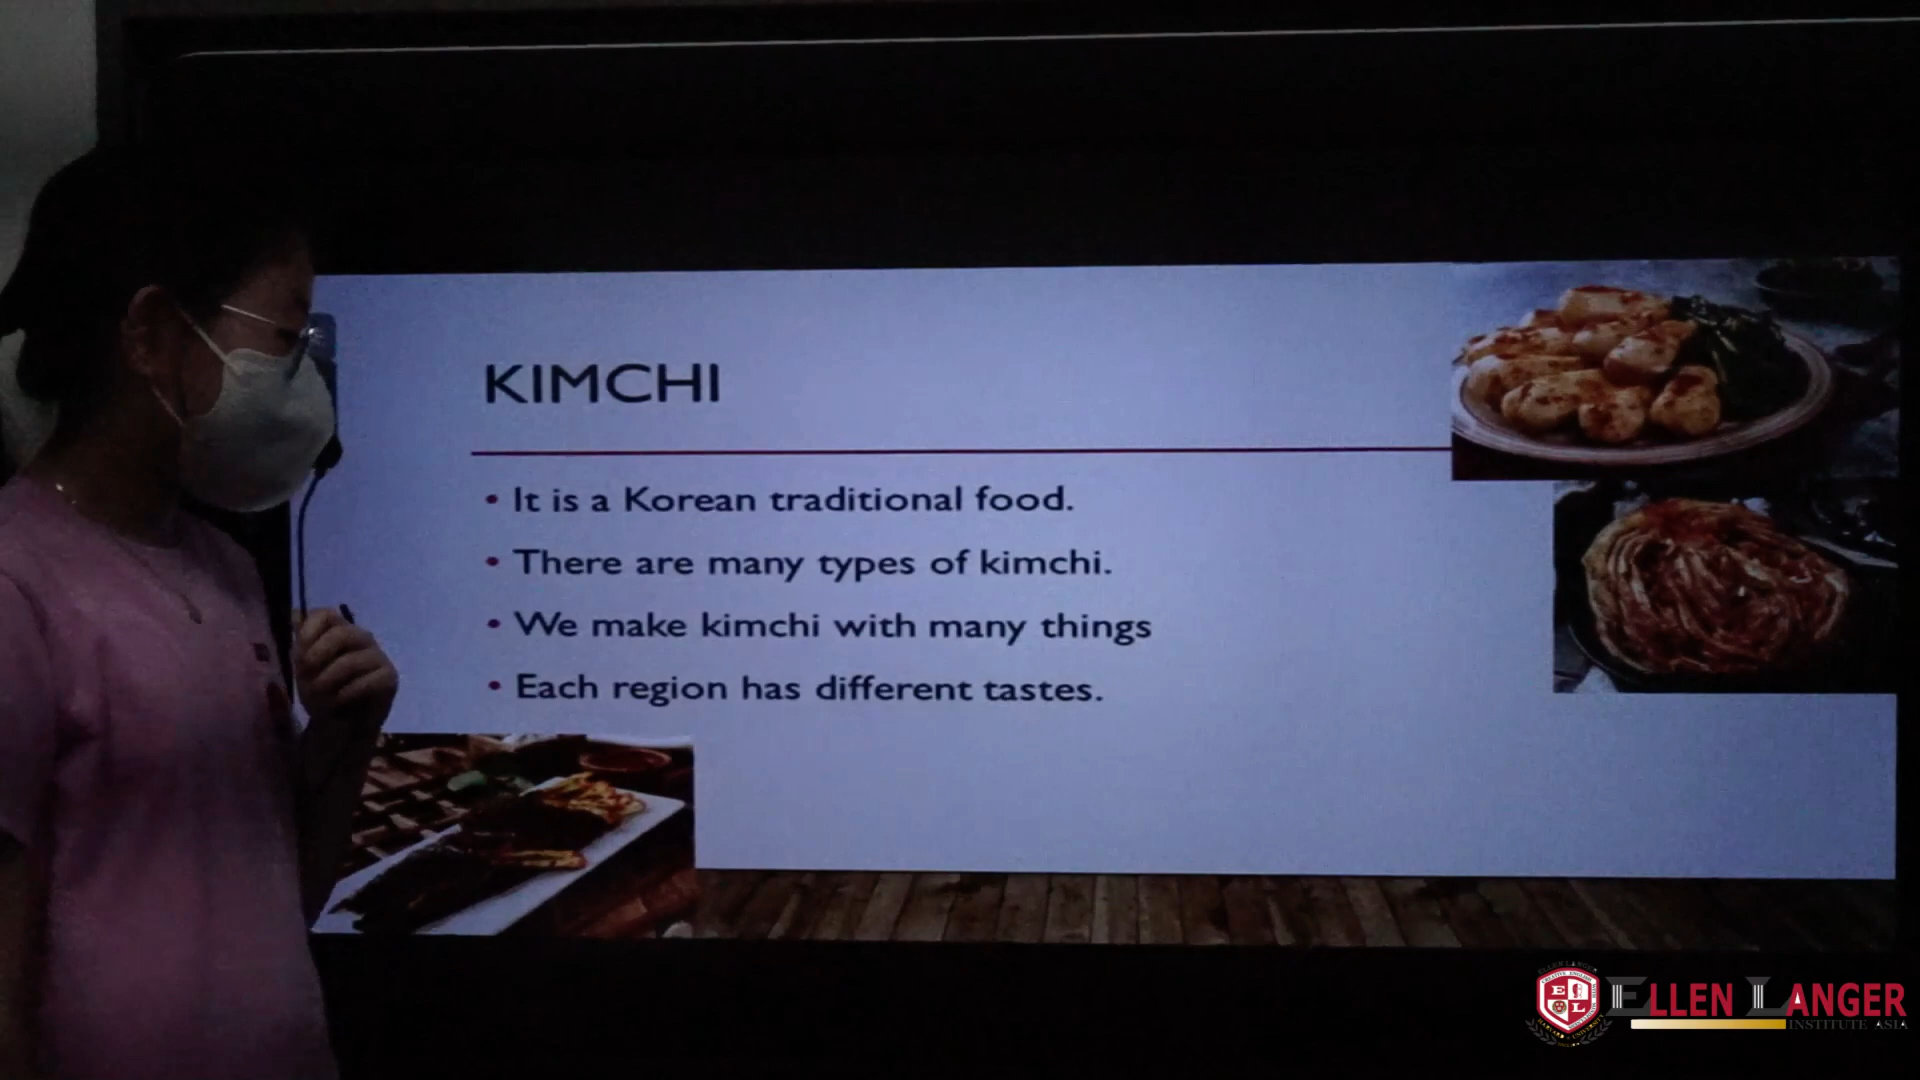 KIMCHI
• It is a Korean traditional food.
• There are many types of kimchi.
• We make kimchi with many things
• Each region has different tastes.
ELLEN LANGER
INSTITUTE ASIA